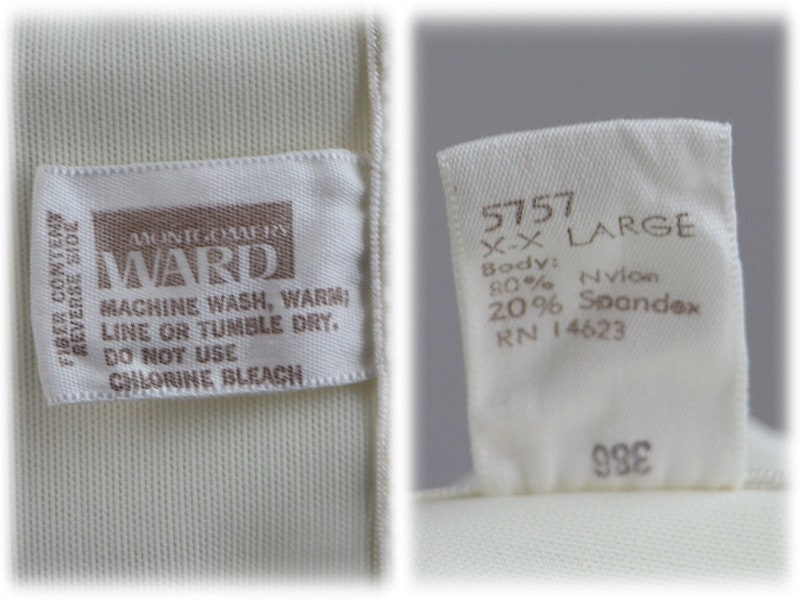 FIBER CONTENT
REVERSE SIDE
MONTGOMERY
WARD
MACHINE WASH, WARM;
LINE OR TUMBLE DRY.
DO NOT USE
CHLORINE BLEACH
5757
X-X LARGE
Body:
80% Nylon
20% Spandex
RN 14623
386